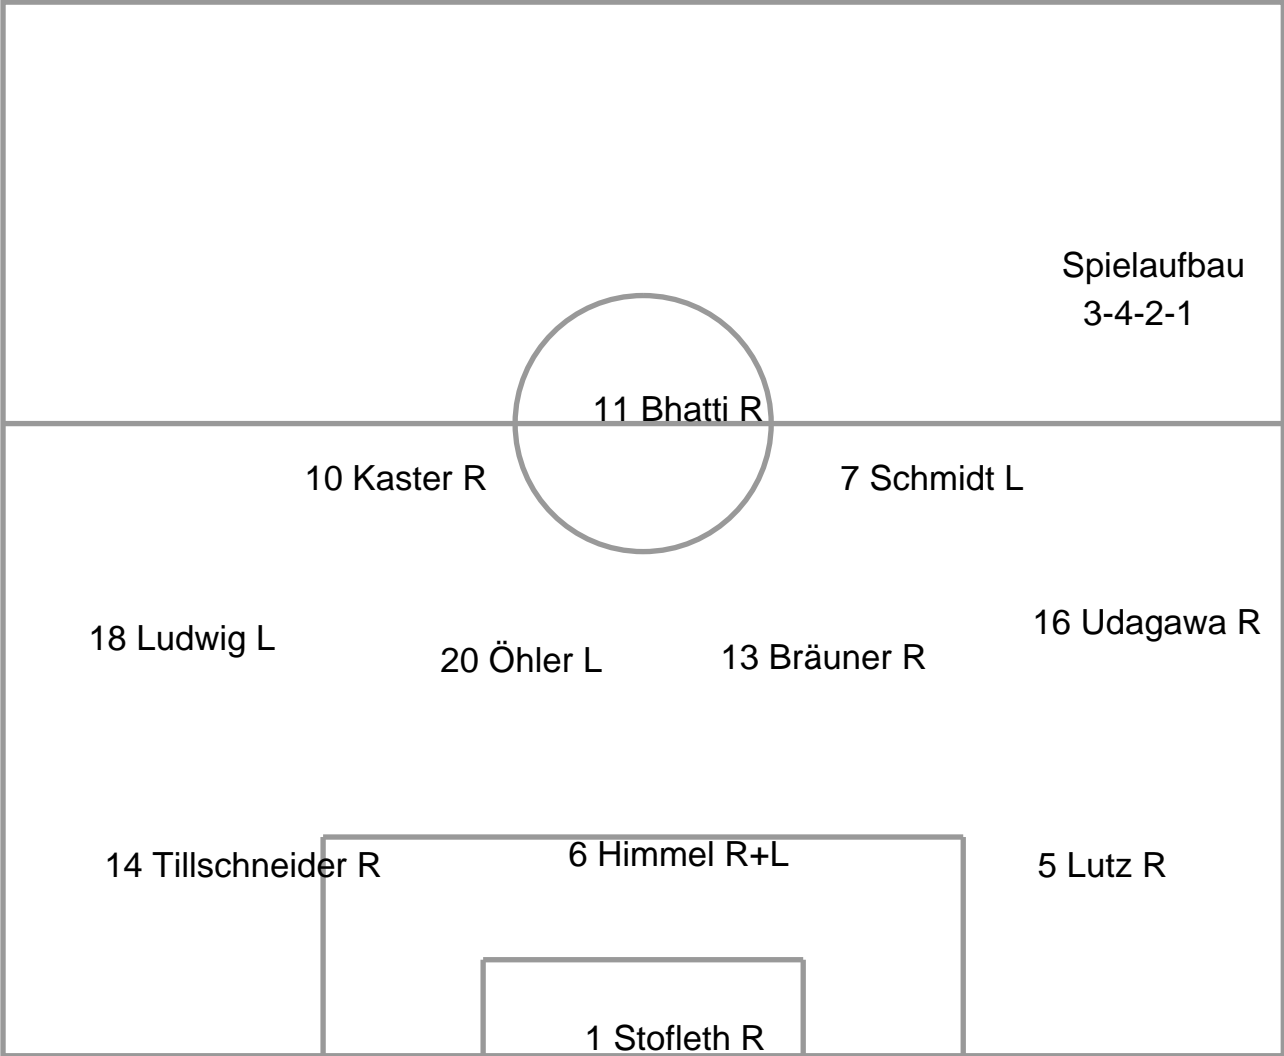 Spielaufbau
3-4-2-1
11 Bhatti R
10 Kaster R
7 Schmidt L
18 Ludwig L
20 Öhler L
13 Bräuner R
16 Udagawa R
14 Tillschneider R
6 Himmel R+L
5 Lutz R
1 Stofleth R